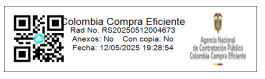 Colombia Compra Eficiente
Rad No. RS20250512004673
Anexos: No Con copia: No
Fecha: 12/05/2025 19:28:54
Agencia Nacional
de Contratación Pública
Colombia Compra Eficiente